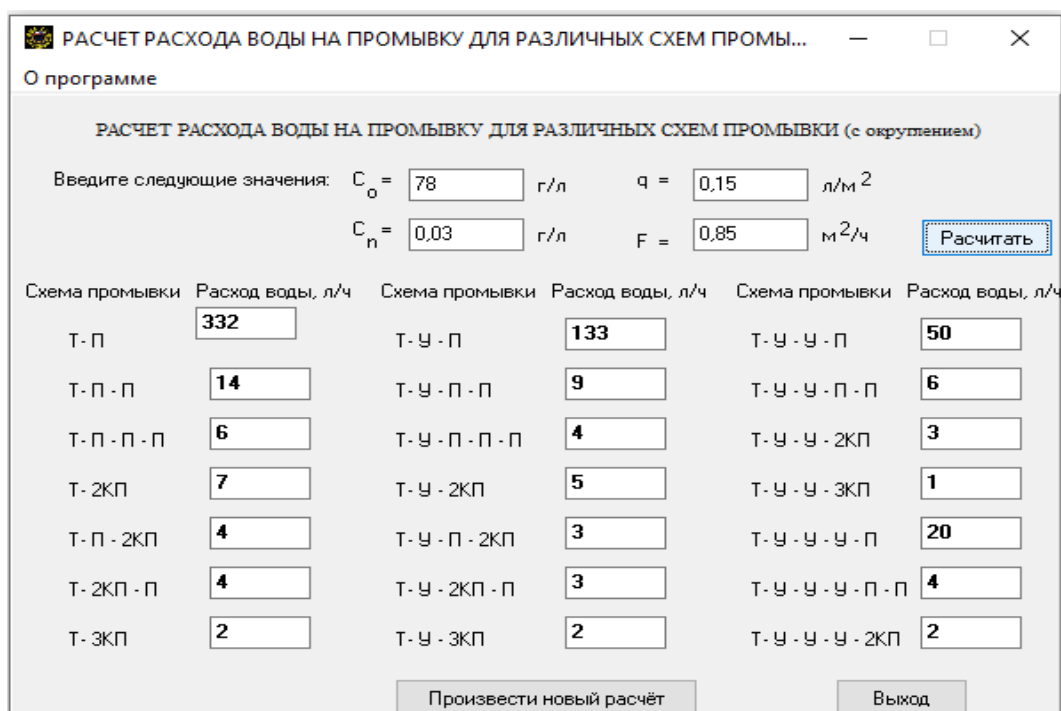 РАСЧЕТ РАСХОДА ВОДЫ НА ПРОМЫВКУ ДЛЯ РАЗЛИЧНЫХ СХЕМ ПРОМЫ...
О программе
РАСЧЕТ РАСХОДА ВОДЫ НА ПРОМЫВКУ ДЛЯ РАЗЛИЧНЫХ СХЕМ ПРОМЫВКИ (с округлением)
Введите следующие значения: Co = 78 г/л q = 0,15 л/м 2
Cn = 0,03 г/л F = 0,85 м2/ч Расчитать
Схема промывки Расход воды, л/ч Схема промывки Расход воды, л/ч Схема промывки Расход воды, л/ч
Т - П 332 Т - У - П 133 Т - У - У - П 50
Т - П - П 14 Т - У - П - П 9 Т - У - У - П - П 6
Т - П - П - П 6 Т - У - П - П - П 4 Т - У - У - 2КП 3
Т - 2КП 7 Т - У - 2КП 5 Т - У - У - 3КП 1
Т - П - 2КП 4 Т - У - П - 2КП 3 Т - У - У - У - П 20
Т - 2КП - П 4 Т - У - 2КП - П 3 Т - У - У - У - П - П 4
Т - 3КП 2 Т - У - 3КП 2 Т - У - У - У - 2КП 2
Произвести новый расчёт Выход